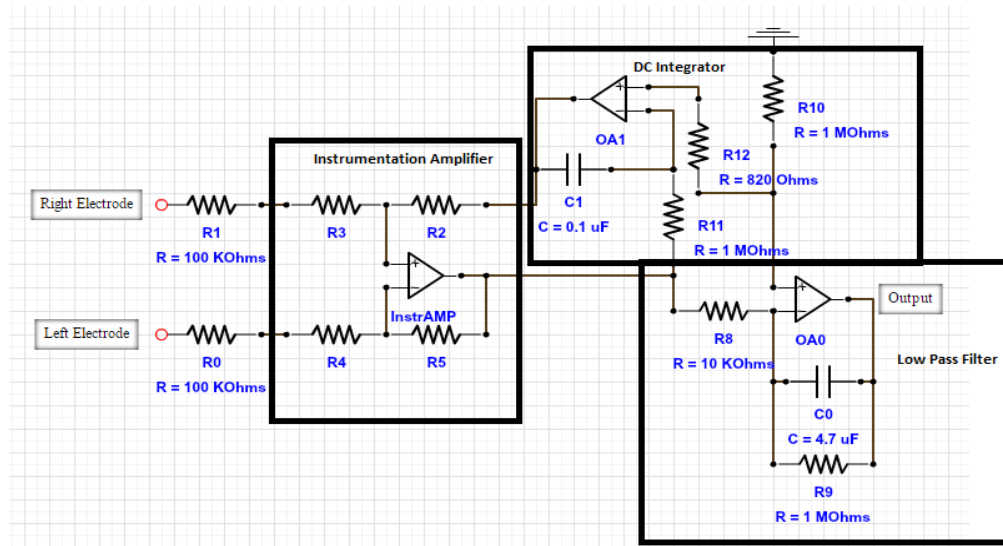 DC Integrator
R10
R = 1 MOhms
OA1
R12
R = 820 Ohms
Instrumentation Amplifier
C1
C = 0.1 uF
R11
R = 1 MOhms
Right Electrode
R1
R = 100 KOhms
R3
R2
InstrAMP
Left Electrode
R0
R = 100 KOhms
R4
R5
Output
OA0
R8
R = 10 KOhms
Low Pass Filter
C0
C = 4.7 uF
R9
R = 1 MOhms